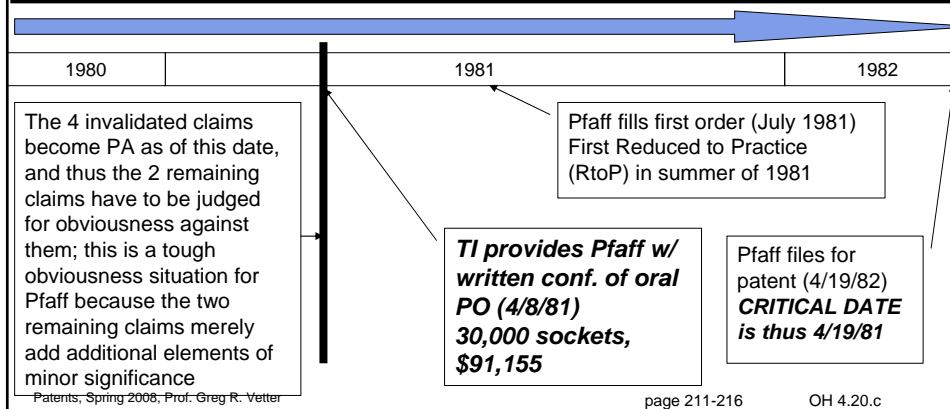 1980
1981
1982
The 4 invalidated claims
become PA as of this date,
and thus the 2 remaining
claims have to be judged
for obviousness against
them; this is a tough
obviousness situation for
Pfaff because the two
remaining claims merely
add additional elements of
minor significance
Pfaff fills first order (July 1981)
First Reduced to Practice
(RtoP) in summer of 1981
TI provides Pfaff w/
written conf. of oral
PO (4/8/81)
30,000 sockets,
$91,155
Pfaff files for
patent (4/19/82)
CRITICAL DATE
is thus 4/19/81
Patents, Spring 2008, Prof. Greg R. Vetter
page 211-216
OH 4.20.c